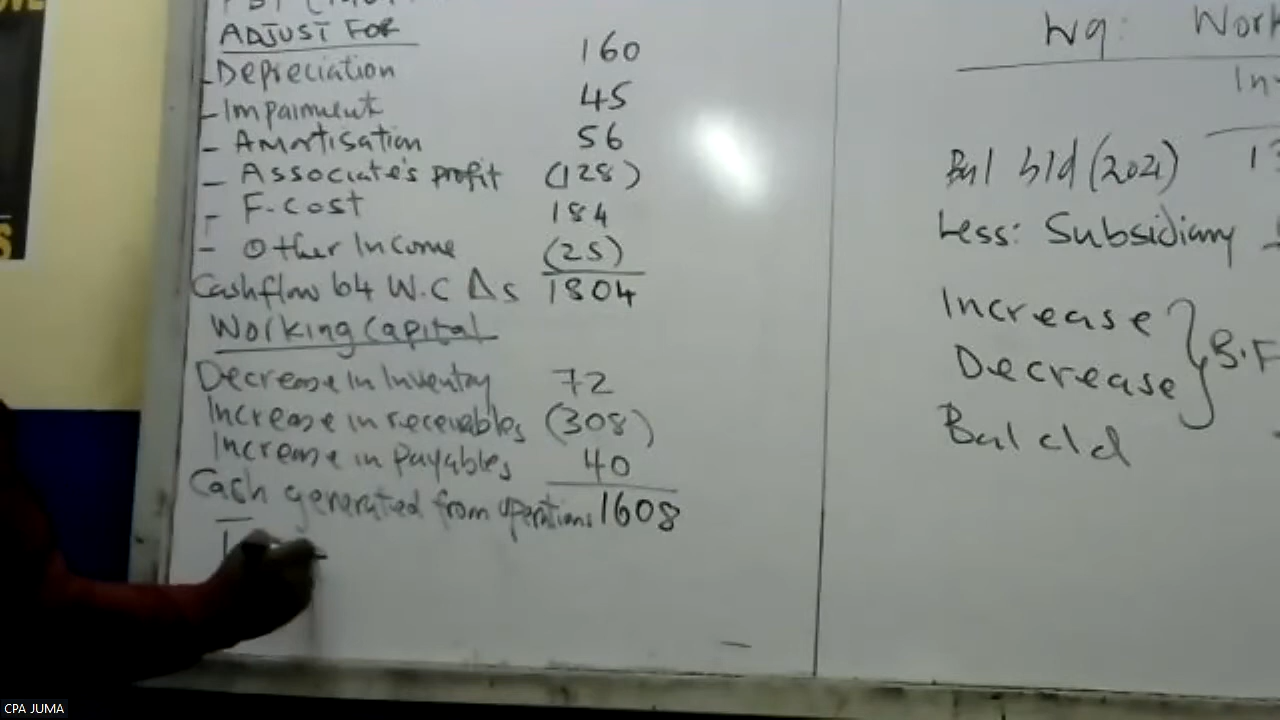 ADJUST FOR
- Depreciation 160
- Impairment 45
- Amortisation 56
- Associate's profit (128)
- F. cost 184
- Other Income (25)
Cashflow b4 W.C Δs 1804
Working Capital
Decrease in Inventory 72
Increase in receivables (308)
Increase in payables 40
Cash generated from operations 1608
W9:
Bal b/d (2021)
Less: Subsidiary
Increase
Decrease
Bal c/d
CPA JUMA